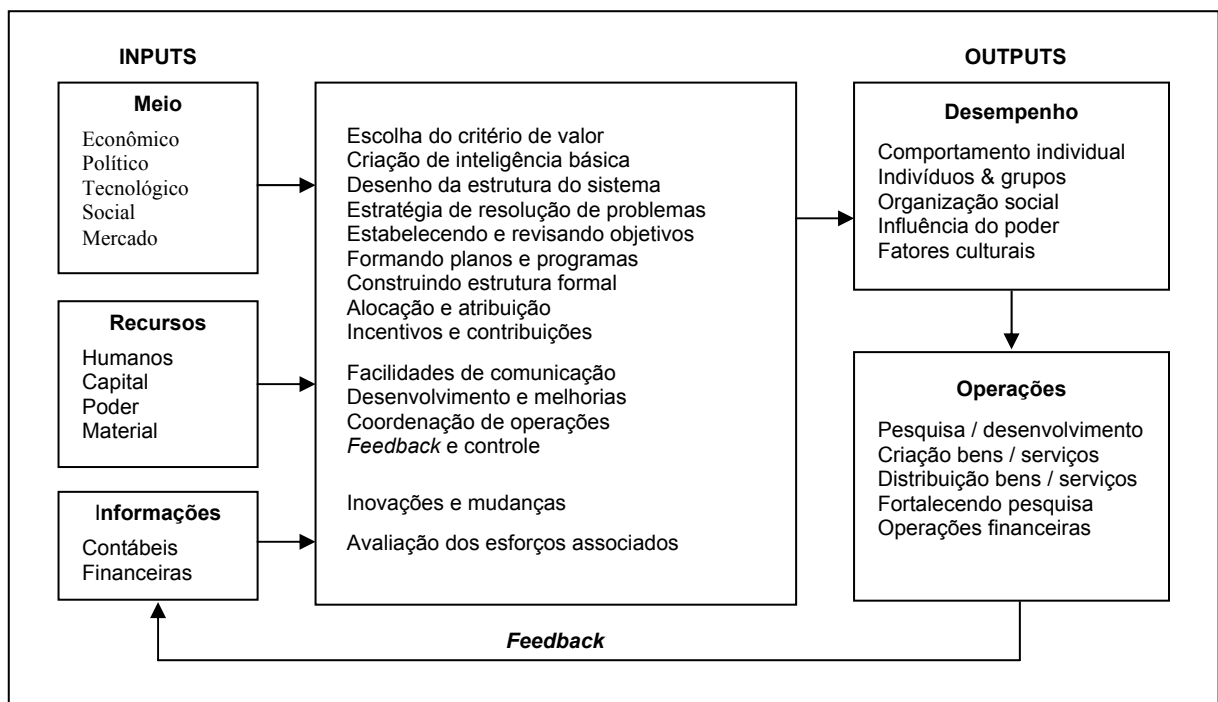 INPUTS
Meio
Econômico
Político
Tecnológico
Social
Mercado
Recursos
Humanos
Capital
Poder
Material
Informações
Contábeis
Financeiras
Escolha do critério de valor
Criação de inteligência básica
Desenho da estrutura do sistema
Estratégia de resolução de problemas
Estabelecendo e revisando objetivos
Formando planos e programas
Construindo estrutura formal
Alocação e atribuição
Incentivos e contribuições
Facilidades de comunicação
Desenvolvimento e melhorias
Coordenação de operações
Feedback e controle
Inovações e mudanças
Avaliação dos esforços associados
OUTPUTS
Desempenho
Comportamento individual
Indivíduos & grupos
Organização social
Influência do poder
Fatores culturais
Operações
Pesquisa / desenvolvimento
Criação bens / serviços
Distribuição bens / serviços
Fortalecendo pesquisa
Operações financeiras
Feedback